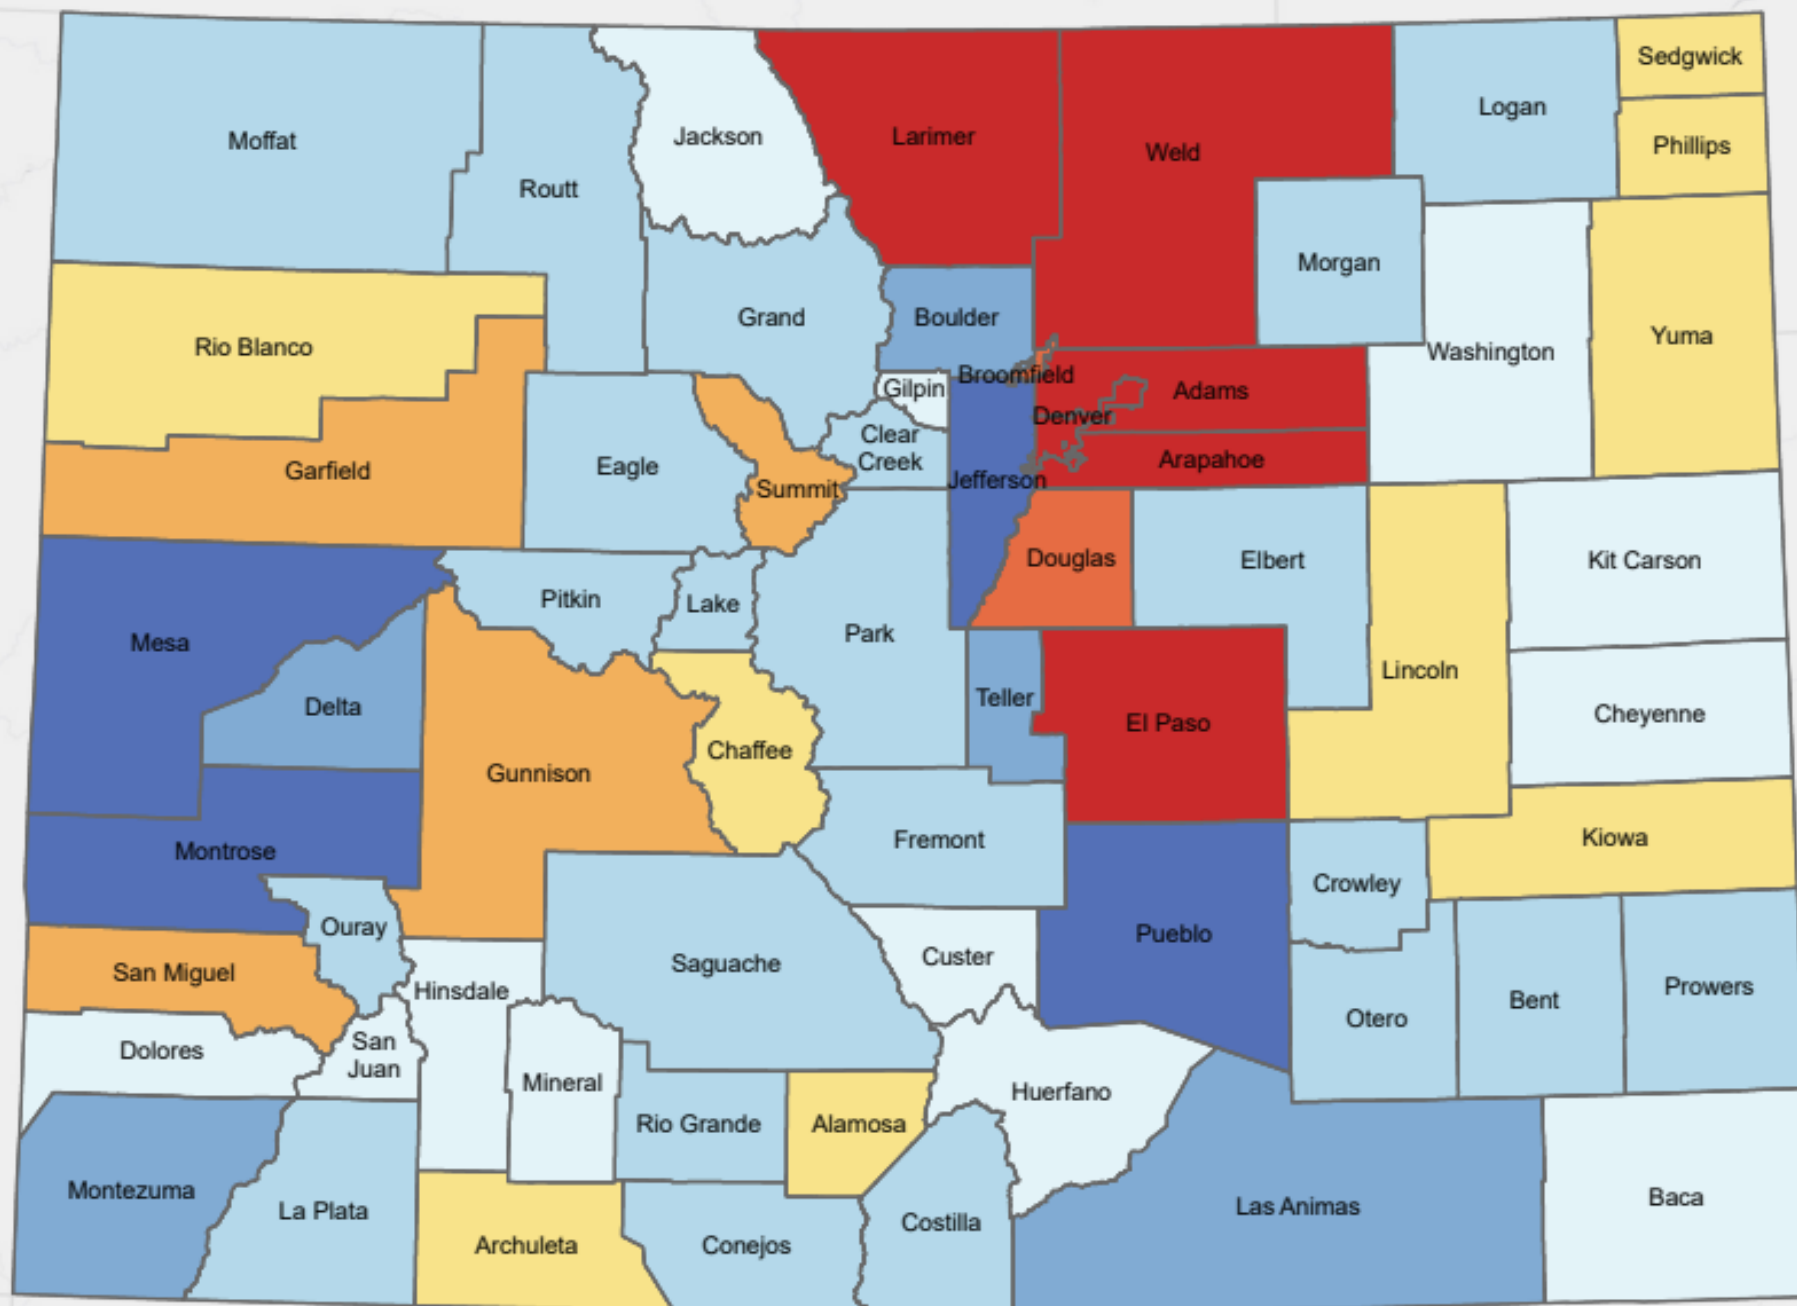 Sedgwick
Logan
Moffat
Jackson
Larimer
Weld
Phillips
Routt
Morgan
Grand
Boulder
Rio Blanco
Washington
Yuma
Gilpin
Broomfield
Adams
Denver
Clear
Creek
Garfield
Eagle
Summit
Jefferson
Arapahoe
Douglas
Elbert
Kit Carson
Pitkin
Lake
Park
Mesa
Lincoln
Delta
Teller
El Paso
Cheyenne
Gunnison
Chaffee
Montrose
Fremont
Kiowa
Crowley
Ouray
Pueblo
San Miguel
Saguache
Custer
Hinsdale
Prowers
Bent
Otero
Dolores
San
Juan
Mineral
Huerfano
Rio Grande
Alamosa
Montezuma
La Plata
Costilla
Las Animas
Baca
Archuleta
Conejos